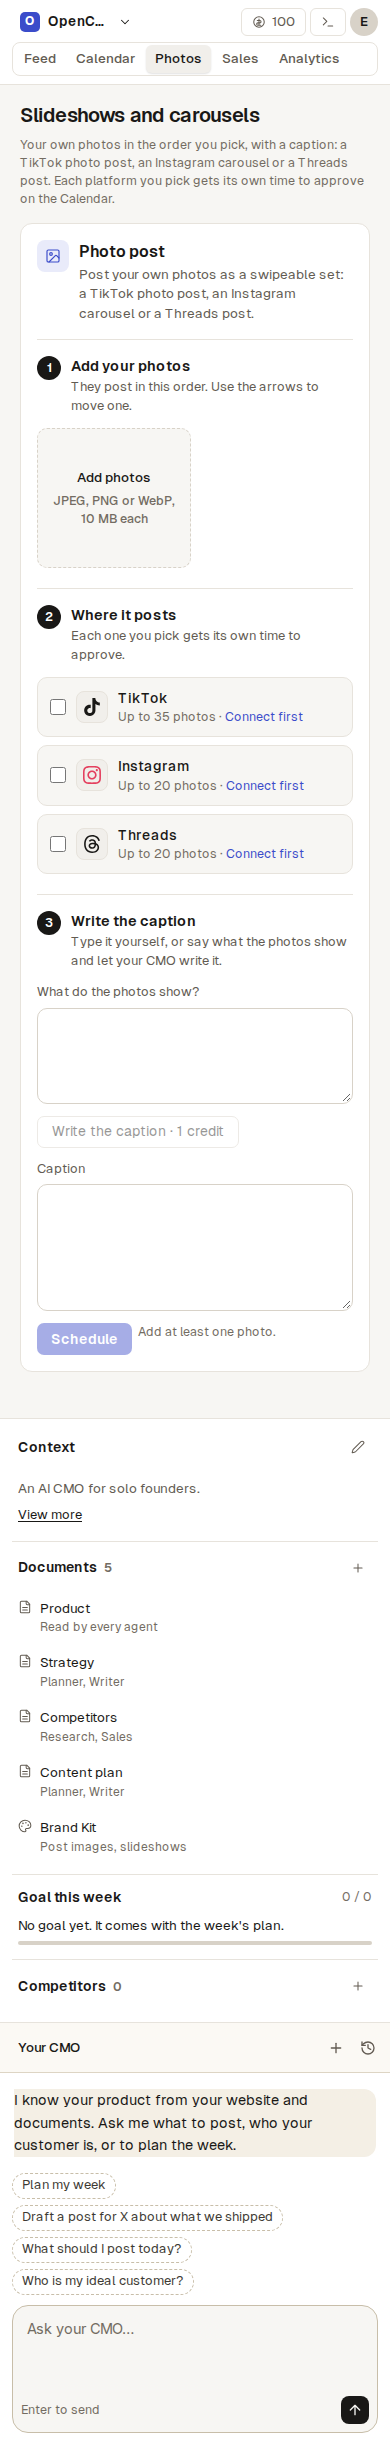 O OpenC... 100 E
Feed Calendar Photos Sales Analytics
Slideshows and carousels
Your own photos in the order you pick, with a caption: a
TikTok photo post, an Instagram carousel or a Threads
post. Each platform you pick gets its own time to approve
on the Calendar.
Photo post
Post your own photos as a swipeable set:
a TikTok photo post, an Instagram
carousel or a Threads post.
1 Add your photos
They post in this order. Use the arrows to
move one.
Add photos
JPEG, PNG or WebP,
10 MB each
2 Where it posts
Each one you pick gets its own time to
approve.
TikTok
Up to 35 photos · Connect first
Instagram
Up to 20 photos · Connect first
Threads
Up to 20 photos · Connect first
3 Write the caption
Type it yourself, or say what the photos show
and let your CMO write it.
What do the photos show?
Write the caption · 1 credit
Caption
Schedule Add at least one photo.
Context
An AI CMO for solo founders.
View more
Documents 5
Product
Read by every agent
Strategy
Planner, Writer
Competitors
Research, Sales
Content plan
Planner, Writer
Brand Kit
Post images, slideshows
Goal this week 0 / 0
No goal yet. It comes with the week's plan.
Competitors 0
Your CMO
I know your product from your website and
documents. Ask me what to post, who your
customer is, or to plan the week.
Plan my week
Draft a post for X about what we shipped
What should I post today?
Who is my ideal customer?
Ask your CMO...
Enter to send